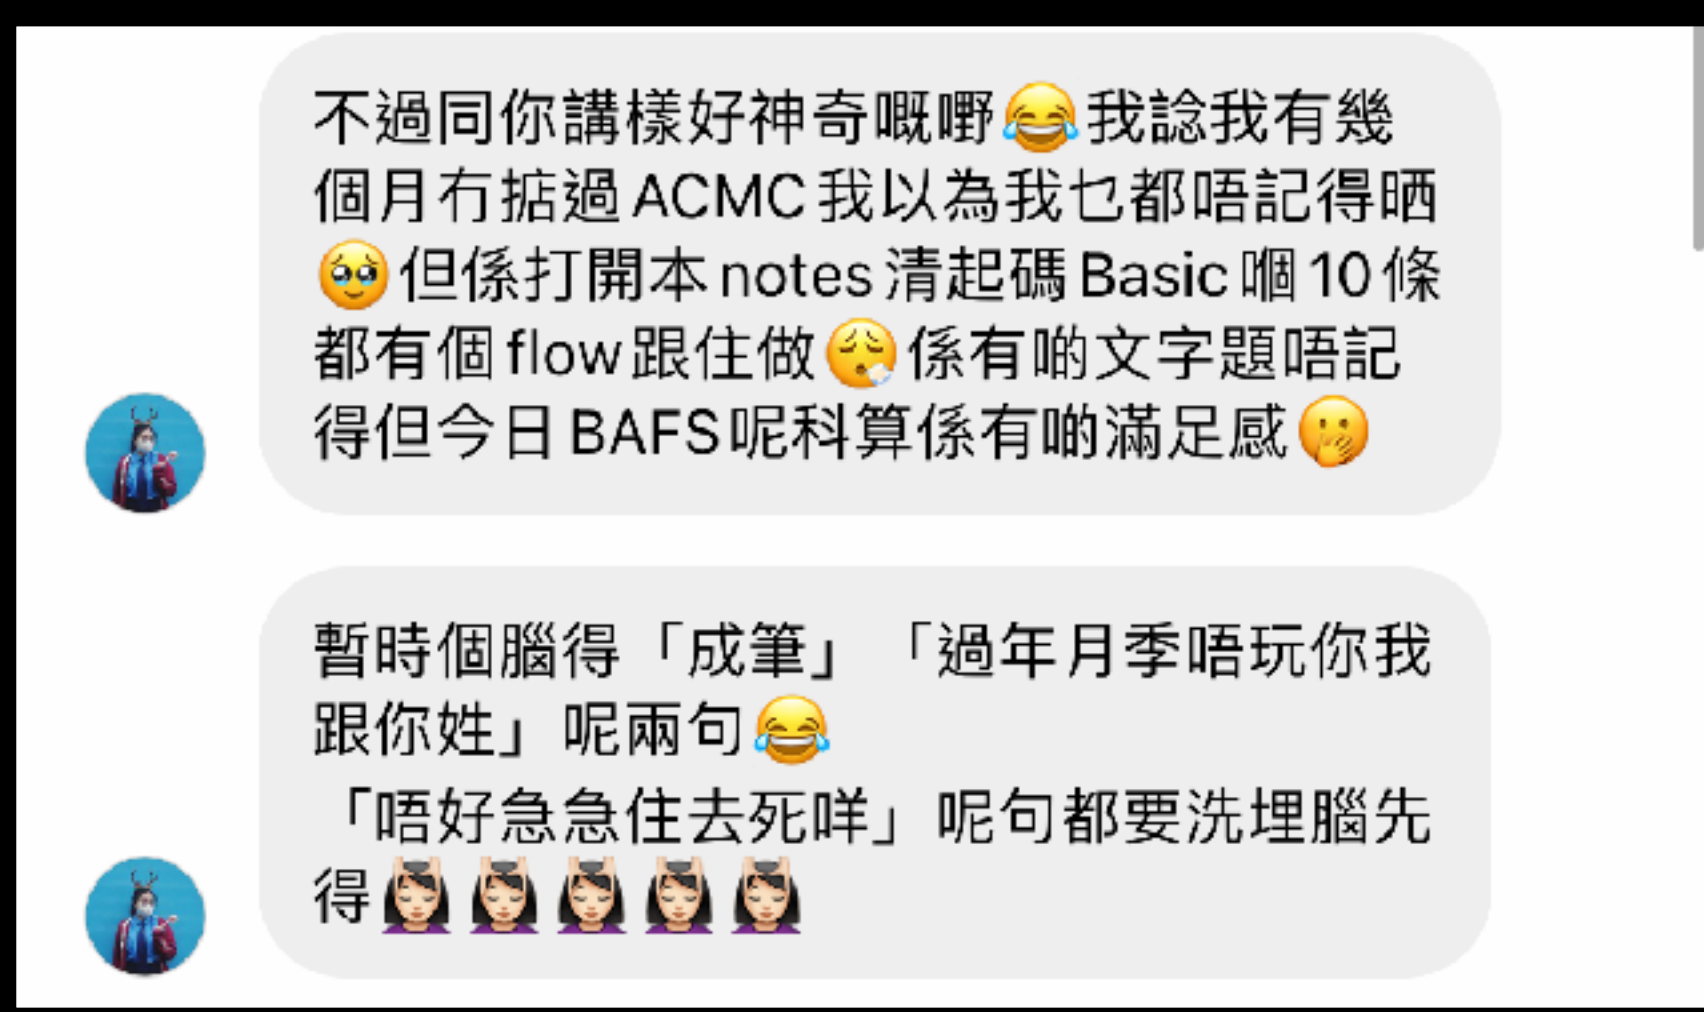 不過同你講樣好神奇嘅嘢😂我諗我有幾
個月冇掂過ACMC我以為我乜都唔記得晒
🥹但係打開本notes清起碼Basic嗰10條
都有個flow跟住做😮‍💨係有啲文字題唔記
得但今日BAFS呢科算係有啲滿足感🫢
暫時個腦得「成筆」「過年月季唔玩你我
跟你姓」呢兩句😂
「唔好急急住去死咩」呢句都要洗埋腦先
得💆🏻‍♀️💆🏻‍♀️💆🏻‍♀️💆🏻‍♀️💆🏻‍♀️